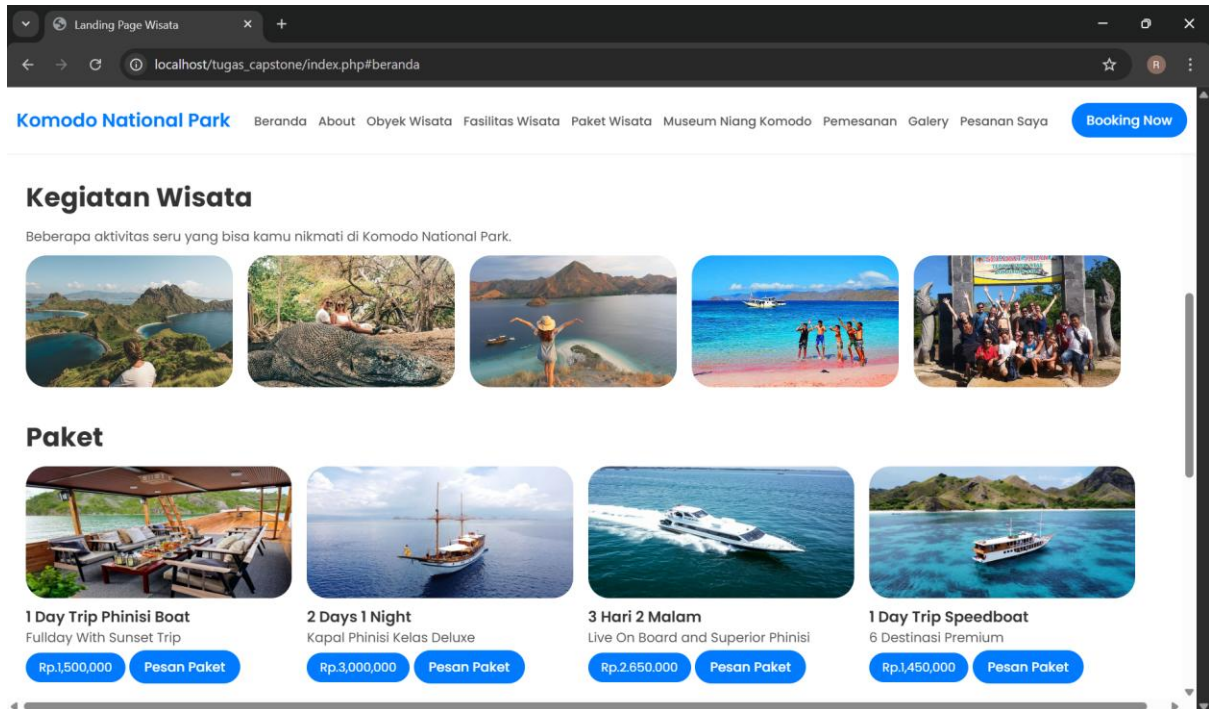 Landing Page Wisata
localhost/tugas_capstone/index.php#beranda
R
Komodo National Park
Beranda About Obyek Wisata Fasilitas Wisata Paket Wisata Museum Niang Komodo Pemesanan Galery Pesanan Saya
Booking Now
Kegiatan Wisata
Beberapa aktivitas seru yang bisa kamu nikmati di Komodo National Park.
Paket
1 Day Trip Phinisi Boat
Fullday With Sunset Trip
Rp.1,500,000 Pesan Paket
2 Days 1 Night
Kapal Phinisi Kelas Deluxe
Rp.3,000,000 Pesan Paket
3 Hari 2 Malam
Live On Board and Superior Phinisi
Rp.2.650.000 Pesan Paket
1 Day Trip Speedboat
6 Destinasi Premium
Rp.1,450,000 Pesan Paket